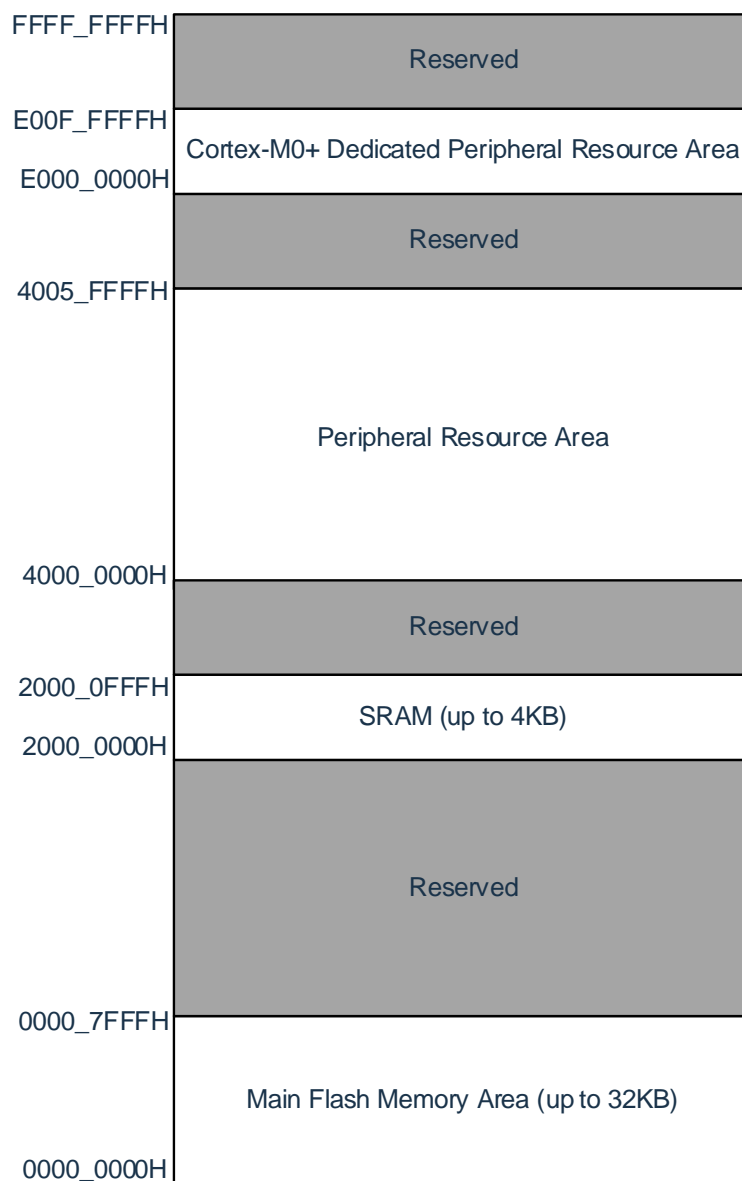 FFFF_FFFFH
Reserved
E00F_FFFFH
Cortex-M0+ Dedicated Peripheral Resource Area
E000_0000H
Reserved
4005_FFFFH
Peripheral Resource Area
4000_0000H
Reserved
2000_0FFFH
SRAM (up to 4KB)
2000_0000H
Reserved
0000_7FFFH
Main Flash Memory Area (up to 32KB)
0000_0000H